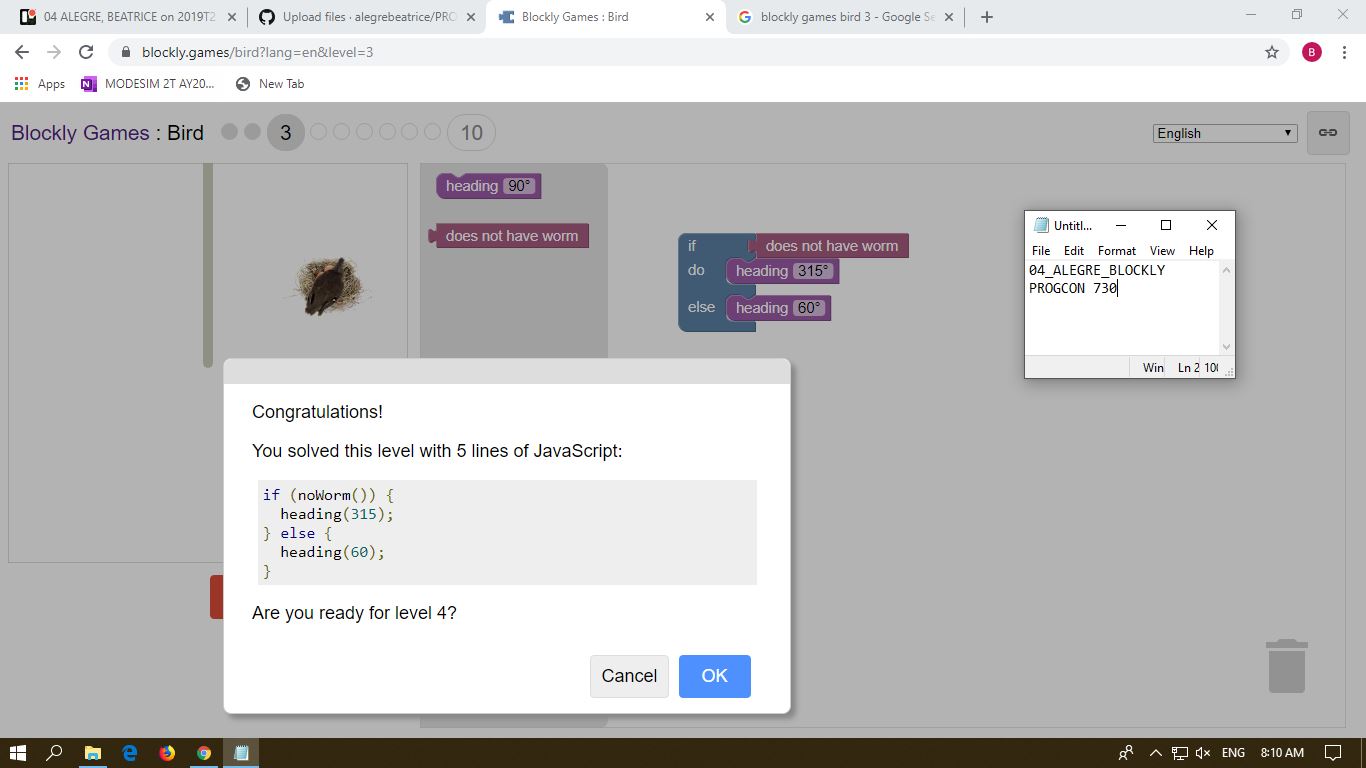 04 ALEGRE, BEATRICE on 2019T2
Upload files · alegrebeatrice/PRO
Blockly Games : Bird
blockly games bird 3 - Google Se
blockly.games/bird?lang=en&level=3
B
Apps
MODESIM 2T AY20...
New Tab
Blockly Games : Bird
3
10
English
heading 90°
does not have worm
if does not have worm
do heading 315°
else heading 60°
Untitl...
File Edit Format View Help
04_ALEGRE_BLOCKLY
PROGCON 730
Win Ln 2 100
Congratulations!
You solved this level with 5 lines of JavaScript:
if (noWorm()) {
heading(315);
} else {
heading(60);
}
Are you ready for level 4?
Cancel OK
ENG 8:10 AM